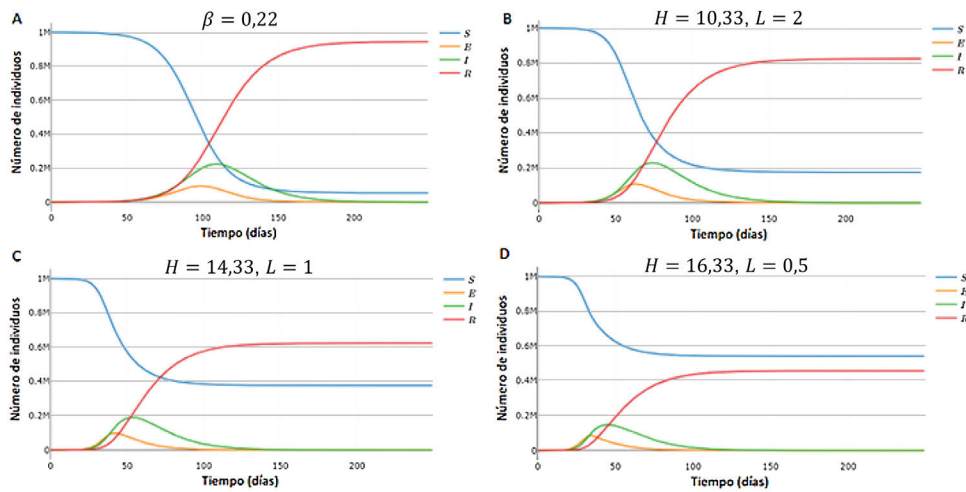 A
β = 0,22
Número de individuos
1M
0.8M
0.6M
0.4M
0.2M
0
0
50
100
150
200
Tiempo (días)
S
E
I
R
B
H = 10,33, L = 2
Número de individuos
1M
0.8M
0.6M
0.4M
0.2M
0
0
50
100
150
200
Tiempo (días)
S
E
I
R
C
H = 14,33, L = 1
Número de individuos
1M
0.8M
0.6M
0.4M
0.2M
0
0
50
100
150
200
Tiempo (días)
S
E
I
R
D
H = 16,33, L = 0,5
Número de individuos
1M
0.8M
0.6M
0.4M
0.2M
0
0
50
100
150
200
Tiempo (días)
S
E
I
R